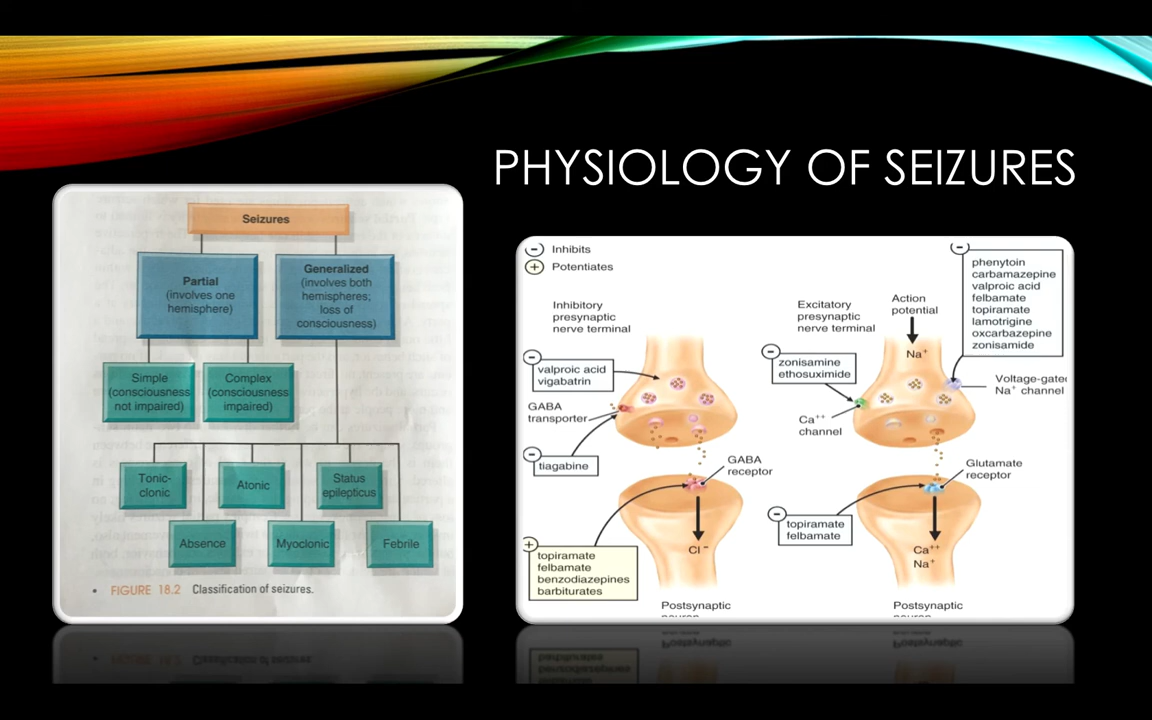 PHYSIOLOGY OF SEIZURES
Seizures
Partial
(involves one
hemisphere)
Generalized
(involves both
hemispheres;
loss of
consciousness)
Simple
(consciousness
not impaired)
Complex
(consciousness
impaired)
Tonic-
clonic
Atonic
Status
epilepticus
Absence
Myoclonic
Febrile
• FIGURE 18.2 Classification of seizures.
− Inhibits
+ Potentiates
Inhibitory
presynaptic
nerve terminal
−
valproic acid
vigabatrin
GABA
transporter
−
tiagabine
GABA
receptor
+
topiramate
felbamate
benzodiazepines
barbiturates
Cl−
Postsynaptic
Excitatory
presynaptic
nerve terminal
Action
potential
Na+
−
phenytoin
carbamazepine
valproic acid
felbamate
topiramate
lamotrigine
oxcarbazepine
zonisamide
−
zonisamine
ethosuximide
Ca++
channel
Voltage-gated
Na+ channel
Glutamate
receptor
−
topiramate
felbamate
Ca++
Na+
Postsynaptic